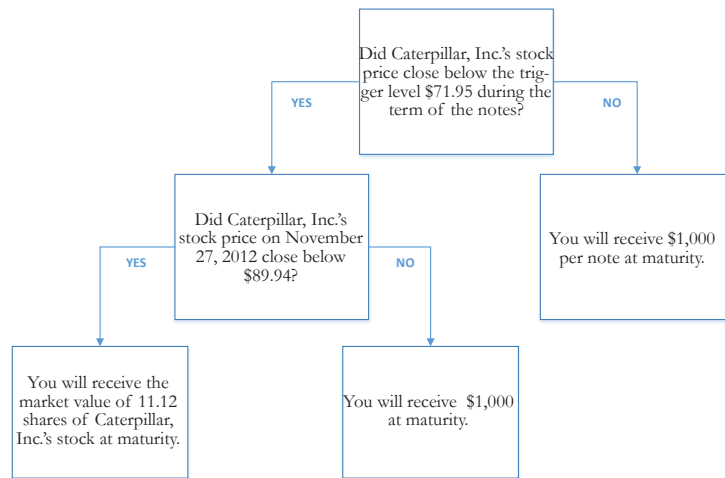 Did Caterpillar, Inc.'s stock
price close below the trig-
ger level $71.95 during the
term of the notes?
YES
NO
Did Caterpillar, Inc.'s
stock price on November
27, 2012 close below
$89.94?
You will receive $1,000
per note at maturity.
YES
NO
You will receive the
market value of 11.12
shares of Caterpillar,
Inc.'s stock at maturity.
You will receive $1,000
at maturity.